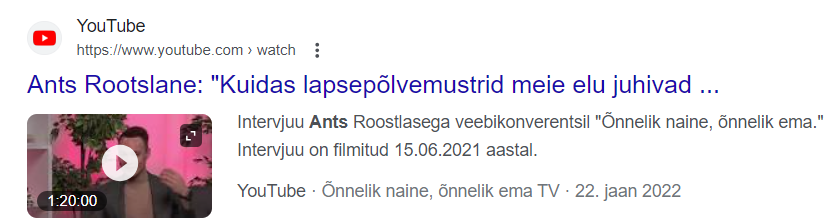 YouTube
https://www.youtube.com › watch
Ants Rootslane: "Kuidas lapsepõlvemustrid meie elu juhivad ...
Intervjuu Ants Roostlasega veebikonverentsil "Õnnelik naine, õnnelik ema."
Intervjuu on filmitud 15.06.2021 aastal.
1:20:00
YouTube · Õnnelik naine, õnnelik ema TV · 22. jaan 2022